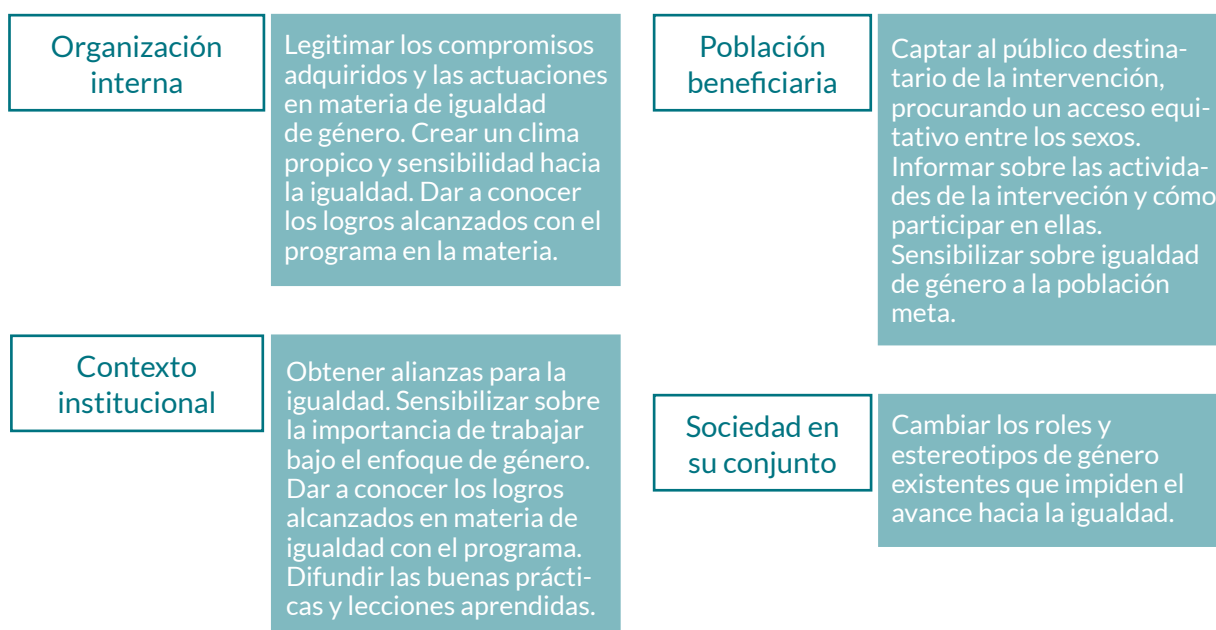 Organización
interna
Legitimar los compromisos
adquiridos y las actuaciones
en materia de igualdad
de género. Crear un clima
propico y sensibilidad hacia
la igualdad. Dar a conocer
los logros alcanzados con el
programa en la materia.
Contexto
institucional
Obtener alianzas para la
igualdad. Sensibilizar sobre
la importancia de trabajar
bajo el enfoque de género.
Dar a conocer los logros
alcanzados en materia de
igualdad con el programa.
Difundir las buenas prácti-
cas y lecciones aprendidas.
Población
beneficiaria
Captar al público destina-
tario de la intervención,
procurando un acceso equi-
tativo entre los sexos.
Informar sobre las activida-
des de la interveción y cómo
participar en ellas.
Sensibilizar sobre igualdad
de género a la población
meta.
Sociedad en
su conjunto
Cambiar los roles y
estereotipos de género
existentes que impiden el
avance hacia la igualdad.